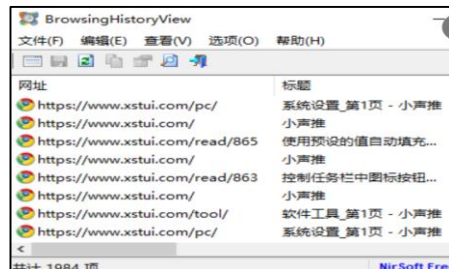 BrowsingHistoryView
文件(F) 编辑(E) 查看(V) 选项(O) 帮助(H)
网址 标题
https://www.xstui.com/pc/ 系统设置_第1页 - 小声推
https://www.xstui.com/ 小声推
https://www.xstui.com/read/865 使用预设的值自动填充...
https://www.xstui.com/ 小声推
https://www.xstui.com/read/863 控制任务栏中图标按钮...
https://www.xstui.com/ 小声推
https://www.xstui.com/tool/ 软件工具_第1页 - 小声推
https://www.xstui.com/pc/ 系统设置_第1页 - 小声推
共计 1984 项 NirSoft Fre